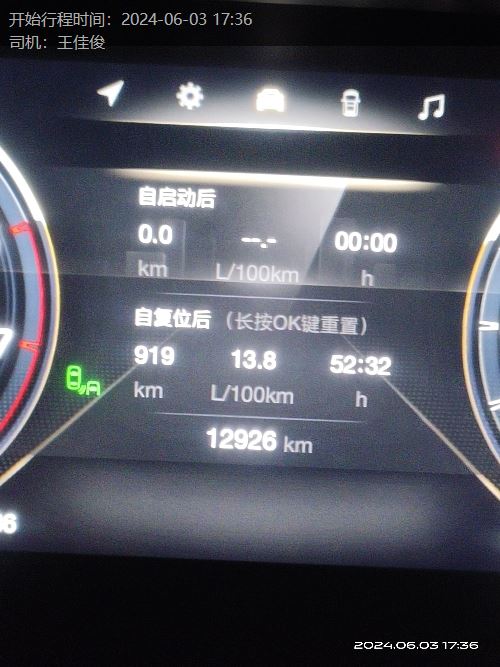 开始行程时间：2024-06-03 17:36
司机：王佳俊
自启动后
0.0 --.- 00:00
km L/100km h
自复位后（长按OK键重置）
919 13.8 52:32
km L/100km h
12926 km
2024.06.03 17:36